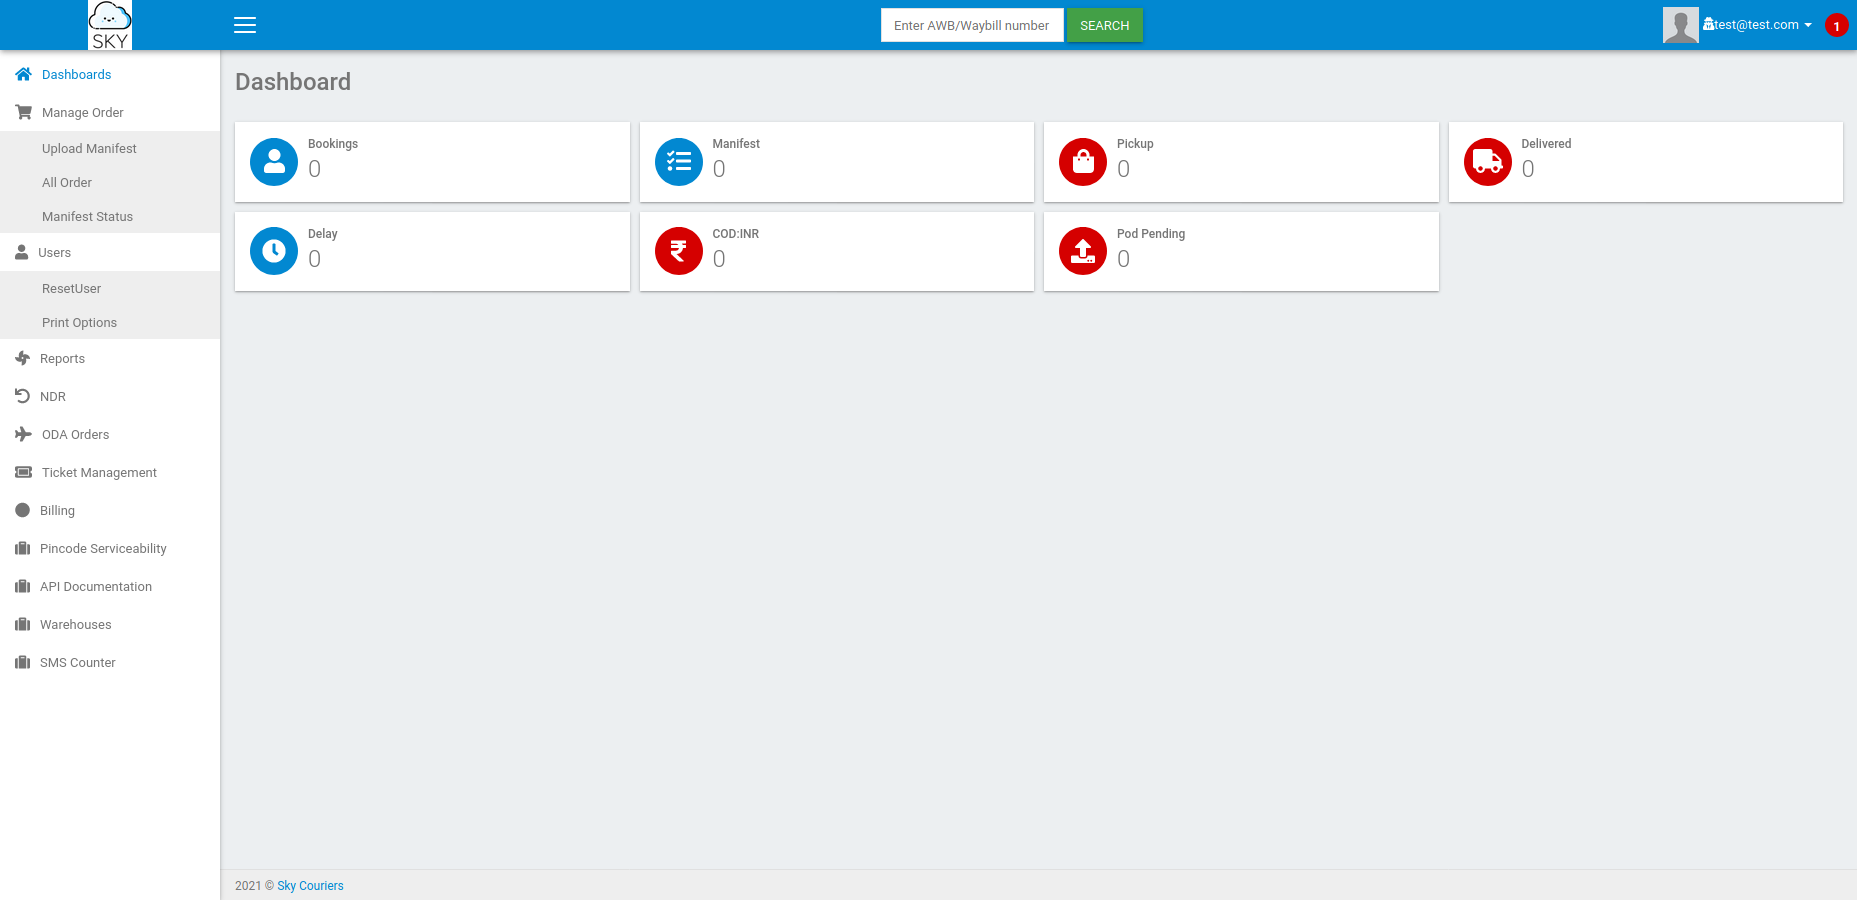 SKY
SEARCH
Enter AWB/Waybill number
test@test.com
1
Dashboards
Manage Order
Upload Manifest
All Order
Manifest Status
Users
ResetUser
Print Options
Reports
NDR
ODA Orders
Ticket Management
Billing
Pincode Serviceability
API Documentation
Warehouses
SMS Counter
Dashboard
Bookings
0
Manifest
0
Pickup
0
Delivered
0
Delay
0
COD:INR
0
Pod Pending
0
2021 © Sky Couriers